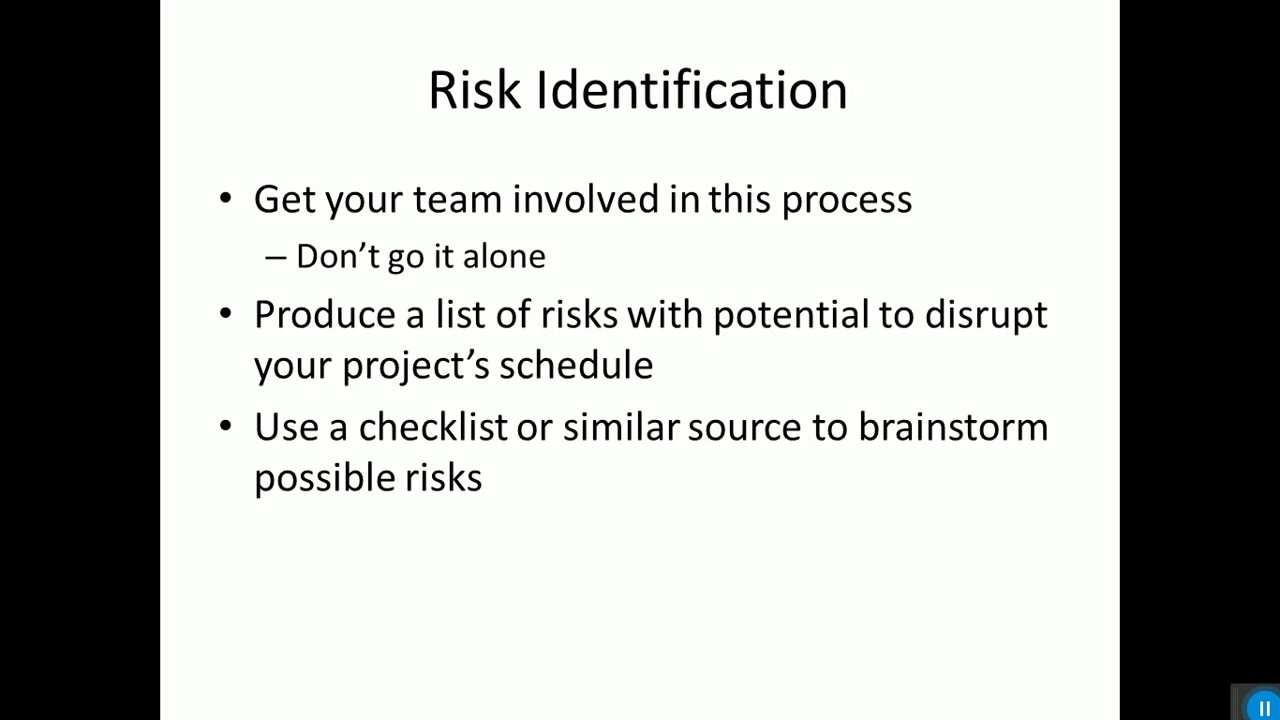 Risk Identification
• Get your team involved in this process
– Don’t go it alone
• Produce a list of risks with potential to disrupt
your project’s schedule
• Use a checklist or similar source to brainstorm
possible risks